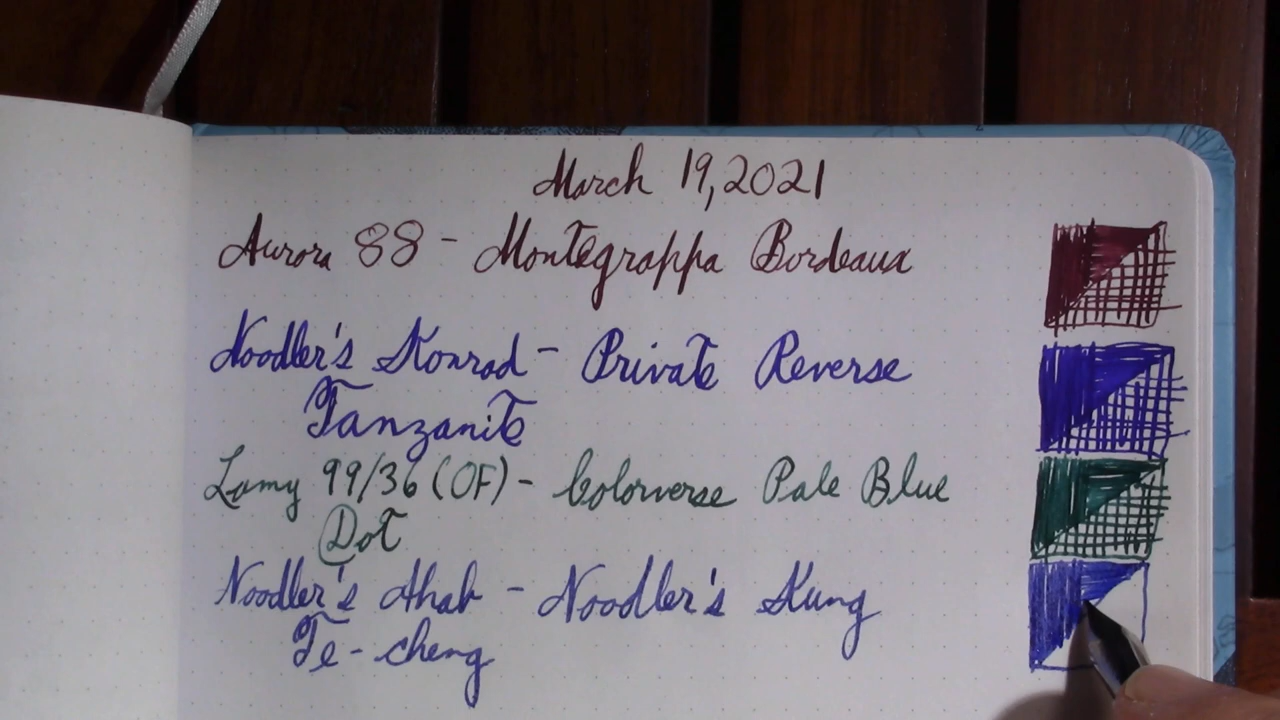 March 19, 2021
Aurora 88 - Montegrappa Bordeaux
Noodler's Konrad - Private Reverse
Tanzanite
Lamy 99/36 (OF) - Colorverse Pale Blue
Dot
Noodler's Ahab - Noodler's Kung
Te-cheng